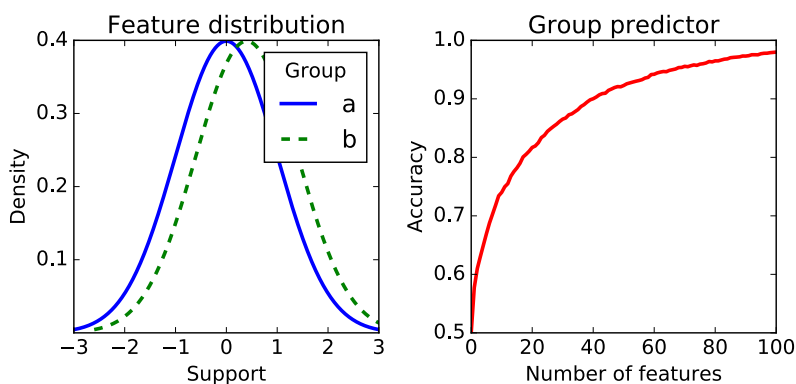 Feature distribution
0.4
0.3
0.2
0.1
Density
−3 −2 −1 0 1 2 3
Support
Group
a
b
Group predictor
1.0
0.9
0.8
0.7
0.6
0.5
Accuracy
0 20 40 60 80 100
Number of features